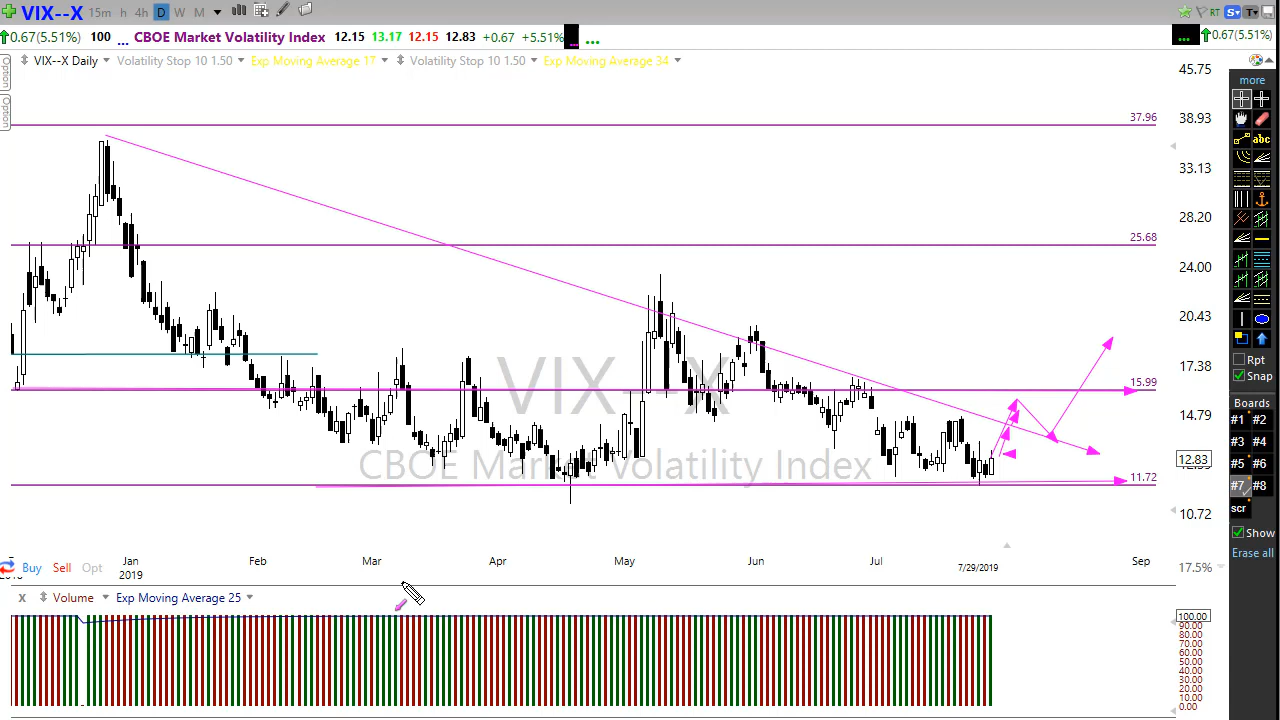 VIX--X 15m h 4h D W M RT S T
0.67(5.51%) 100 ... CBOE Market Volatility Index 12.15 13.17 12.15 12.83 +0.67 +5.51% ... ... 0.67(5.51%)
VIX--X Daily Volatility Stop 10 1.50 Exp Moving Average 17 Volatility Stop 10 1.50 Exp Moving Average 34
Option
Option
45.75
37.96
38.93
33.13
28.20
25.68
24.00
20.43
17.38
15.99
14.79
12.83
11.72
10.72
VIX--X
CBOE Market Volatility Index
Jan Feb Mar Apr May Jun Jul 7/29/2019 Sep
2019
Buy Sell Opt
17.5%
X Volume Exp Moving Average 25
100.00
90.00
80.00
70.00
60.00
50.00
40.00
30.00
20.00
10.00
0.00
more
abc
Rpt
Snap
Boards
#1 #2
#3 #4
#5 #6
#7 #8
scr
Show
Erase all